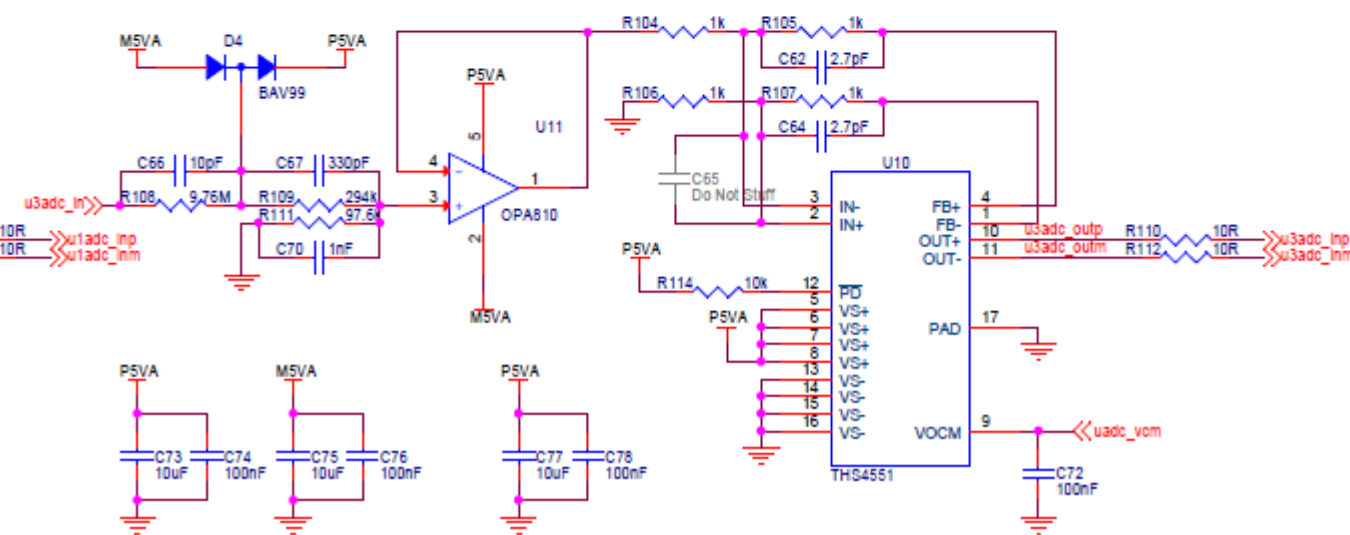 R104 1k R105 1k
M5VA D4 P5VA
C62 2.7pF
P5VA
BAV99
R106 1k R107 1k
U11
5
C64 2.7pF
C66 10pF C67 330pF 4
U10
1
C65
Do Not Stuff
R108 9.76M R109 294k 3
u3adc_in
3 IN- FB+ 4
R111
OPA810
2 IN+ FB- 1
10R u1adc_inp
OUT+ 10 u3adc_outp R110 10R u3adc_inp
10R u1adc_inm
C70 1nF 2
P5VA
OUT- 11 u3adc_outm R112 10R
R114 10k 12 PD
M5VA
P5VA
5 VS+
6 VS+
7 VS+
8 VS+
PAD 17
13 VS-
14 VS-
15 VS-
16 VS-
P5VA M5VA P5VA
VOCM 9 uadc_vcm
C73 C74 C75 C76 C77 C78
10uF 100nF 10uF 100nF 10uF 100nF
THS4551
C72
100nF